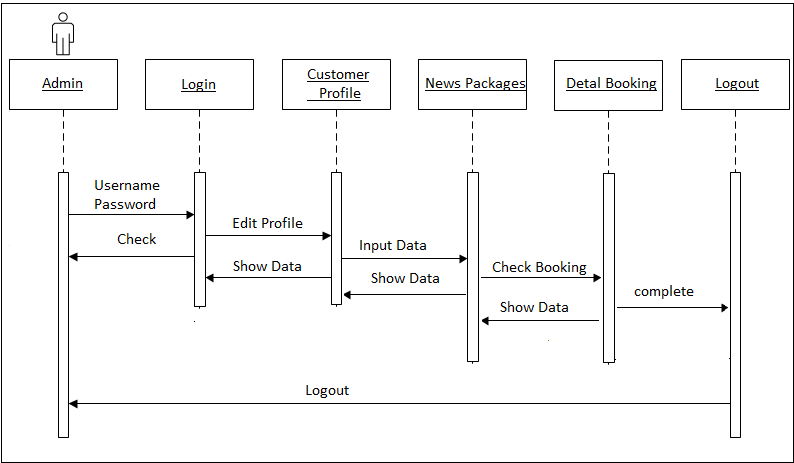 Admin
Login
Customer
Profile
News Packages
Detal Booking
Logout
Username
Password
Check
Edit Profile
Show Data
Input Data
Show Data
Check Booking
Show Data
complete
Logout